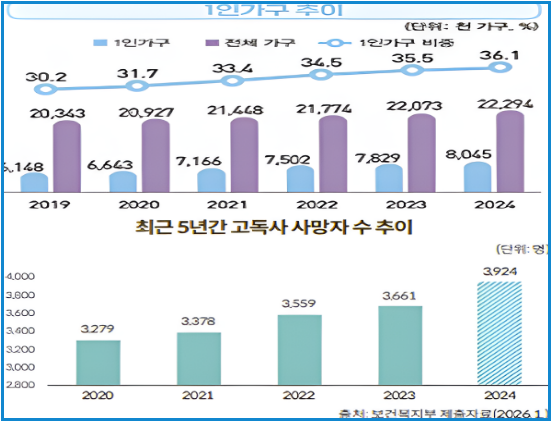 1인가구 추이
(단위: 천 가구, %)
1인가구 전체 가구 1인가구 비중
30.2 31.7 33.4 34.5 35.5 36.1
20,343 20,927 21,448 21,774 22,073 22,294
6,148 6,643 7,166 7,502 7,829 8,045
2019 2020 2021 2022 2023 2024
최근 5년간 고독사 사망자 수 추이
(단위: 명)
4,000
3,800
3,600
3,400
3,200
3,000
2,800
3,279 3,378 3,559 3,661 3,924
2020 2021 2022 2023 2024
출처: 보건복지부 제출자료(2026.1.)